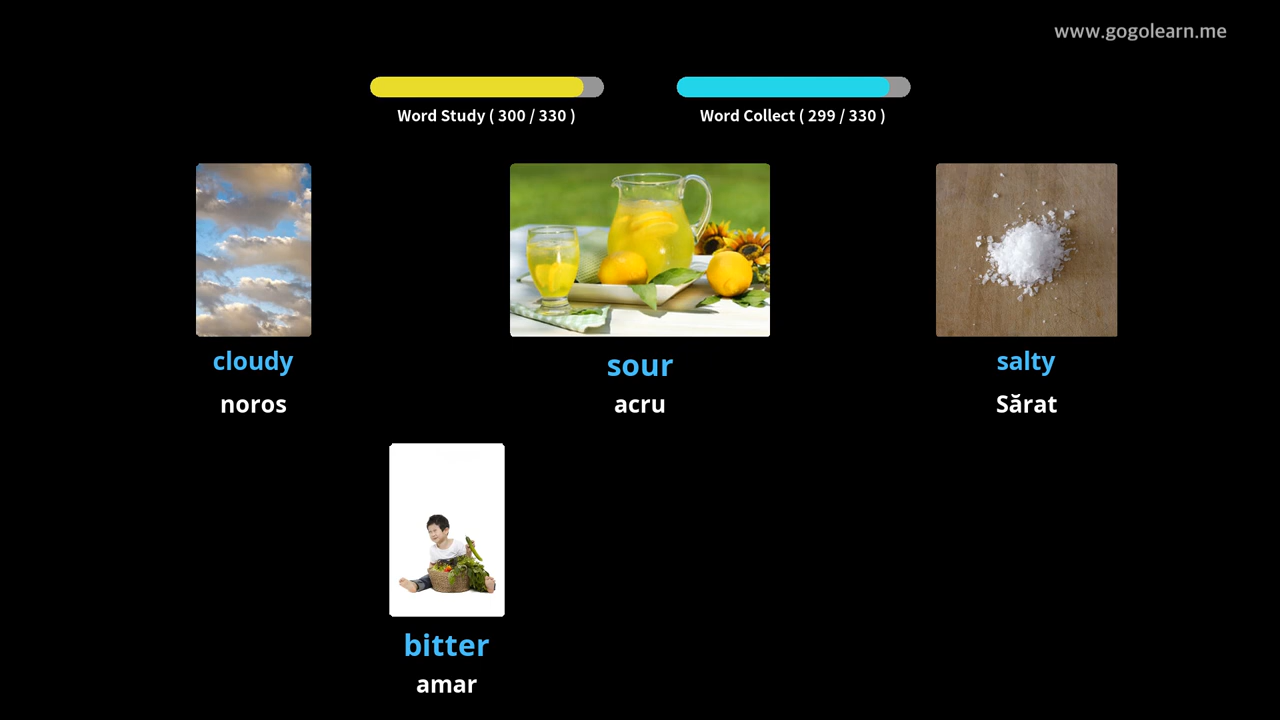 www.gogolearn.me
Word Study ( 300 / 330 )
Word Collect ( 299 / 330 )
cloudy
noros
sour
acru
salty
Sărat
bitter
amar